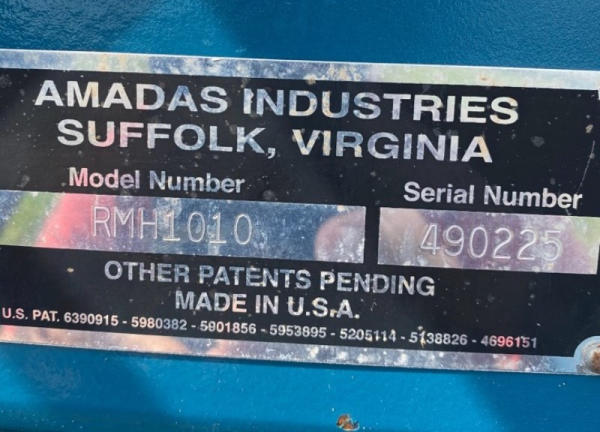 AMADAS INDUSTRIES
SUFFOLK, VIRGINIA
Model Number Serial Number
RMH1010 490225
OTHER PATENTS PENDING
MADE IN U.S.A.
U.S. PAT. 6390915 - 5980382 - 5901856 - 5953895 - 5205114 - 5138826 - 4696151